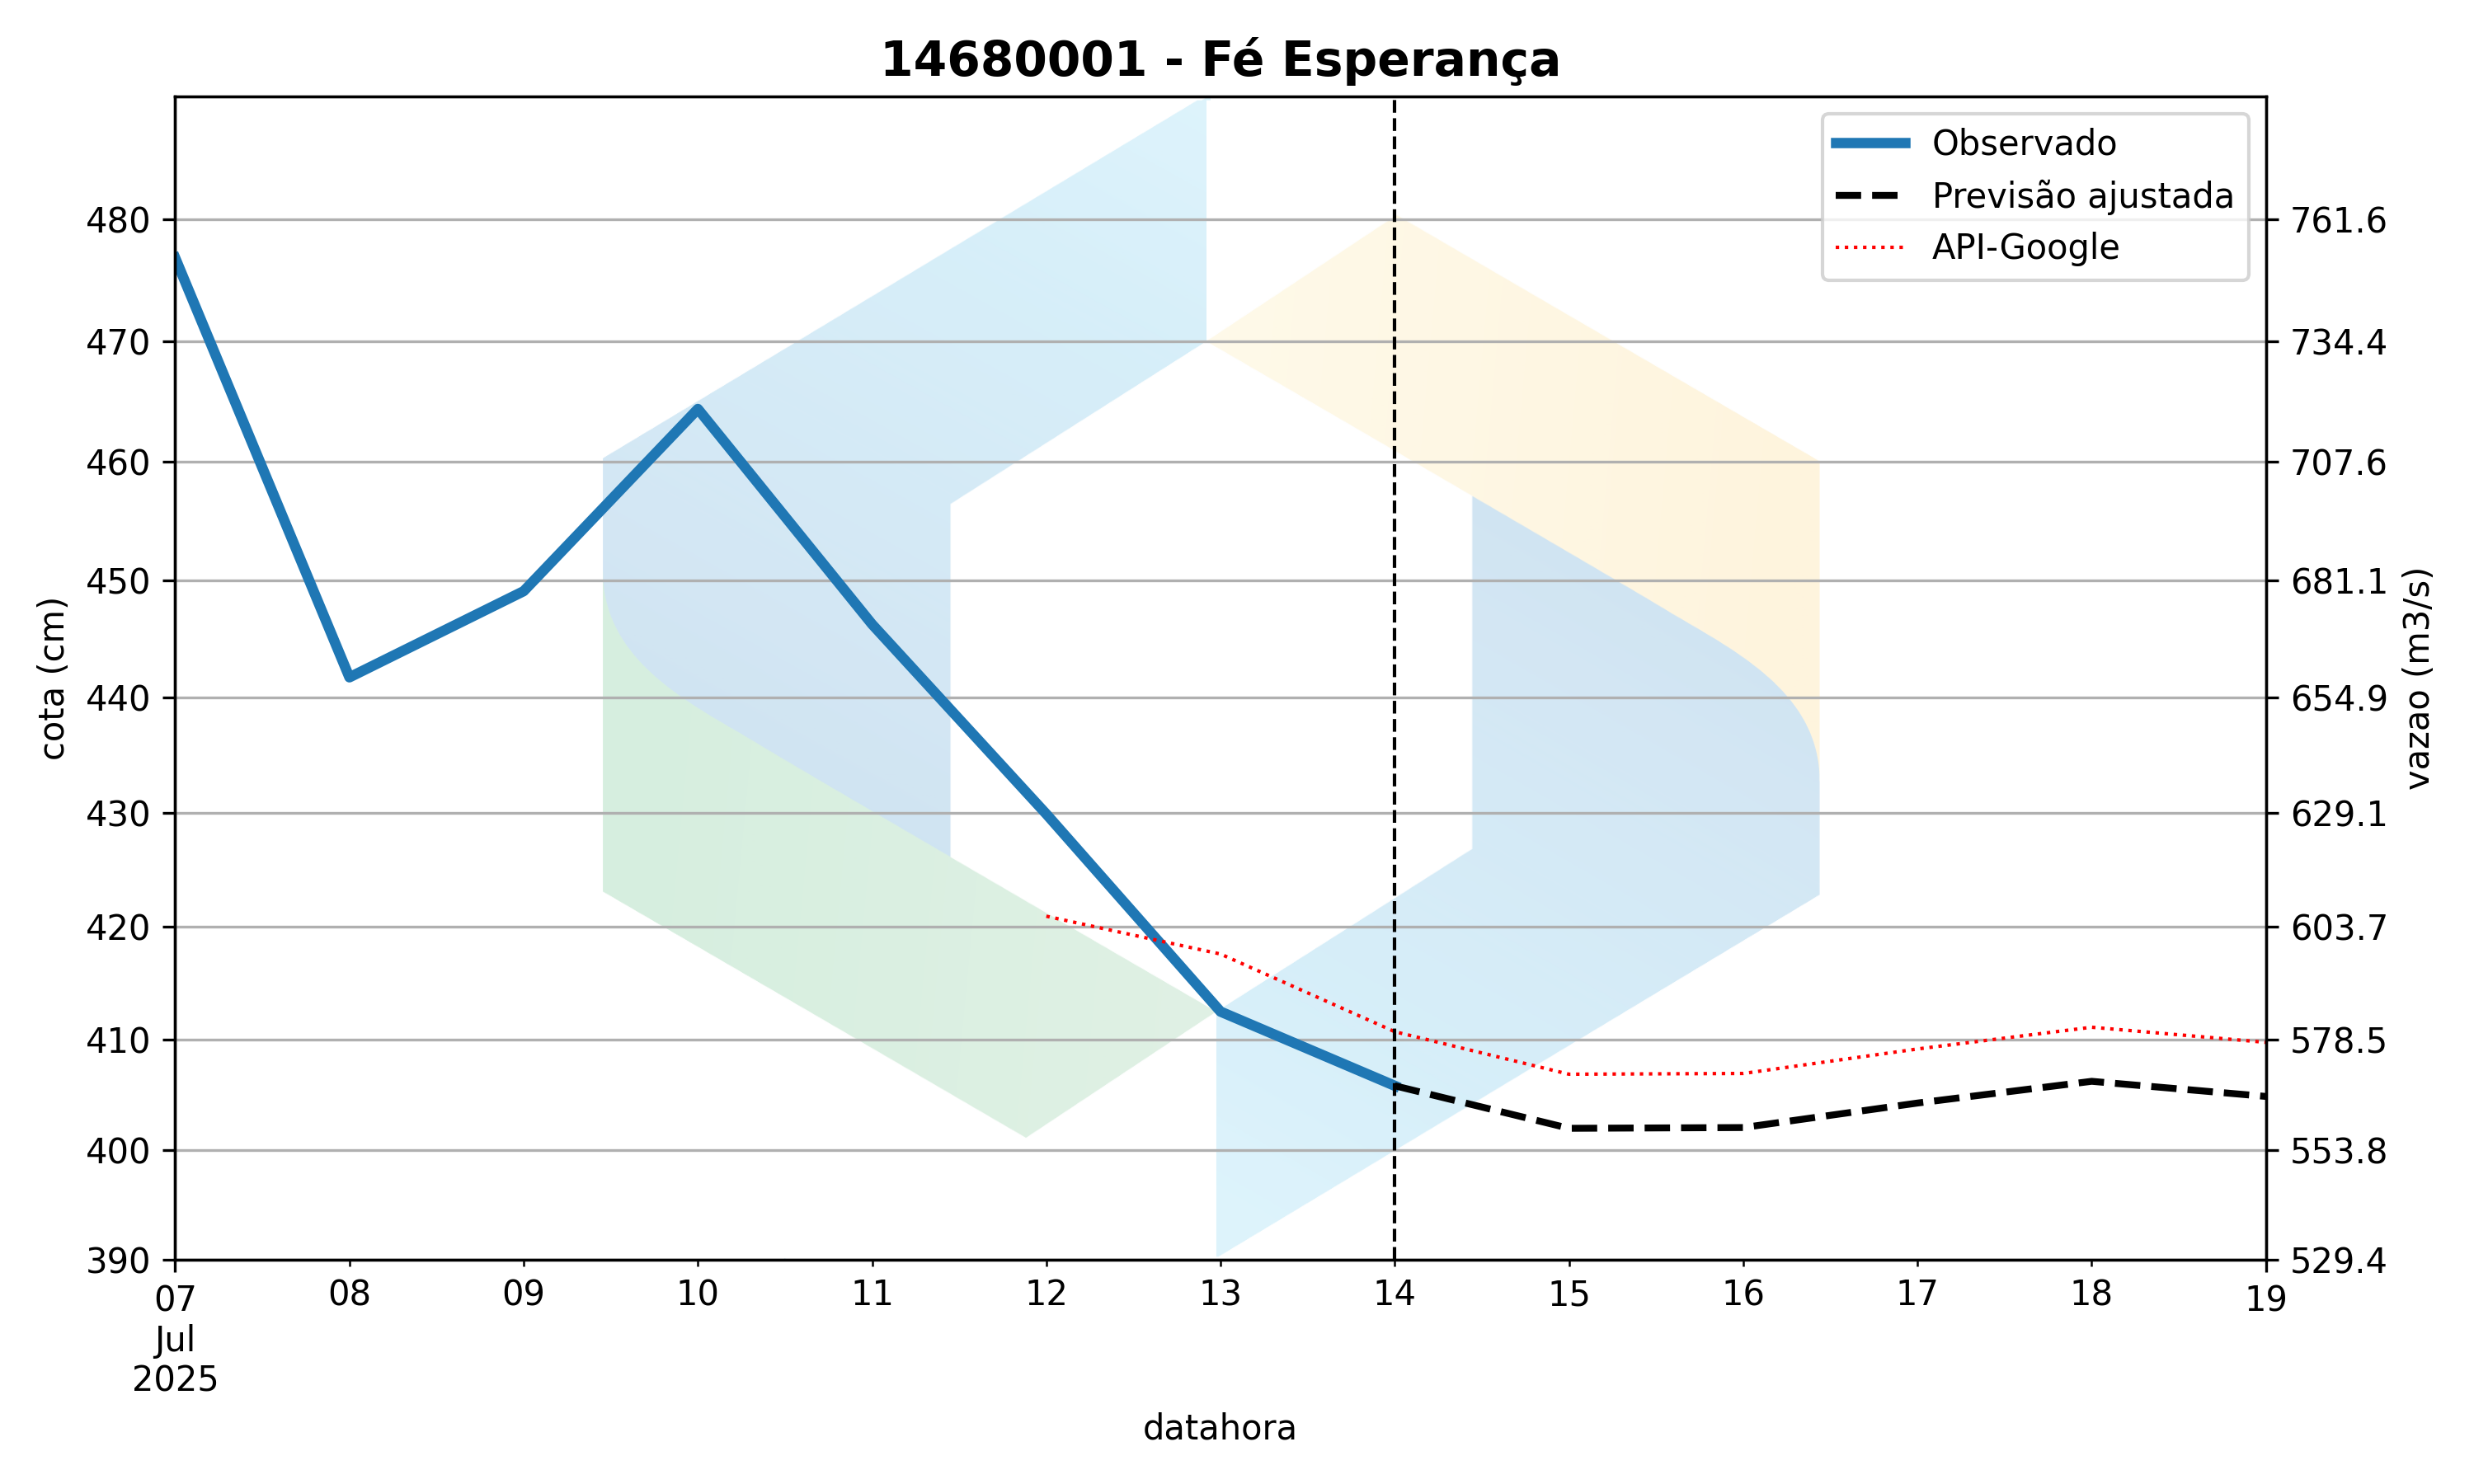 14680001 - Fé Esperança
Observado
Previsão ajustada
API-Google
480
470
460
450
440
430
420
410
400
390
cota (cm)
761.6
734.4
707.6
681.1
654.9
629.1
603.7
578.5
553.8
529.4
vazao (m3/s)
07 08 09 10 11 12 13 14 15 16 17 18 19
Jul
2025
datahora